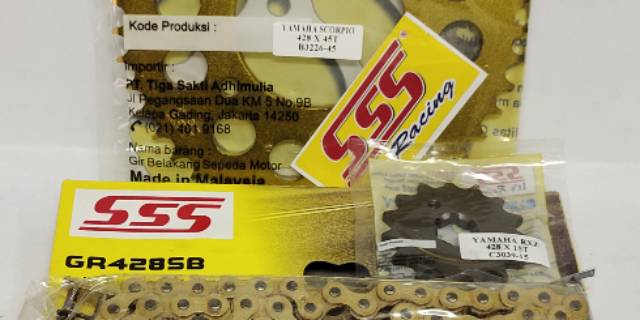 Kode Produksi :
YAMAHA SCORPIO
428 X 45T
B3226-45
Importir :
PT. Tiga Sakti Adhimulia
Jl Pegangsaan Dua KM 5 No.9B
Kelapa Gading, Jakarta 14250
(021) 461 9168
Nama barang :
Gir Belakang Sepeda Motor
Made in Malaysia
SSS
Racing
SSS
GR428SB
YAMAHA RXZ
428 X 15T
C3039-15